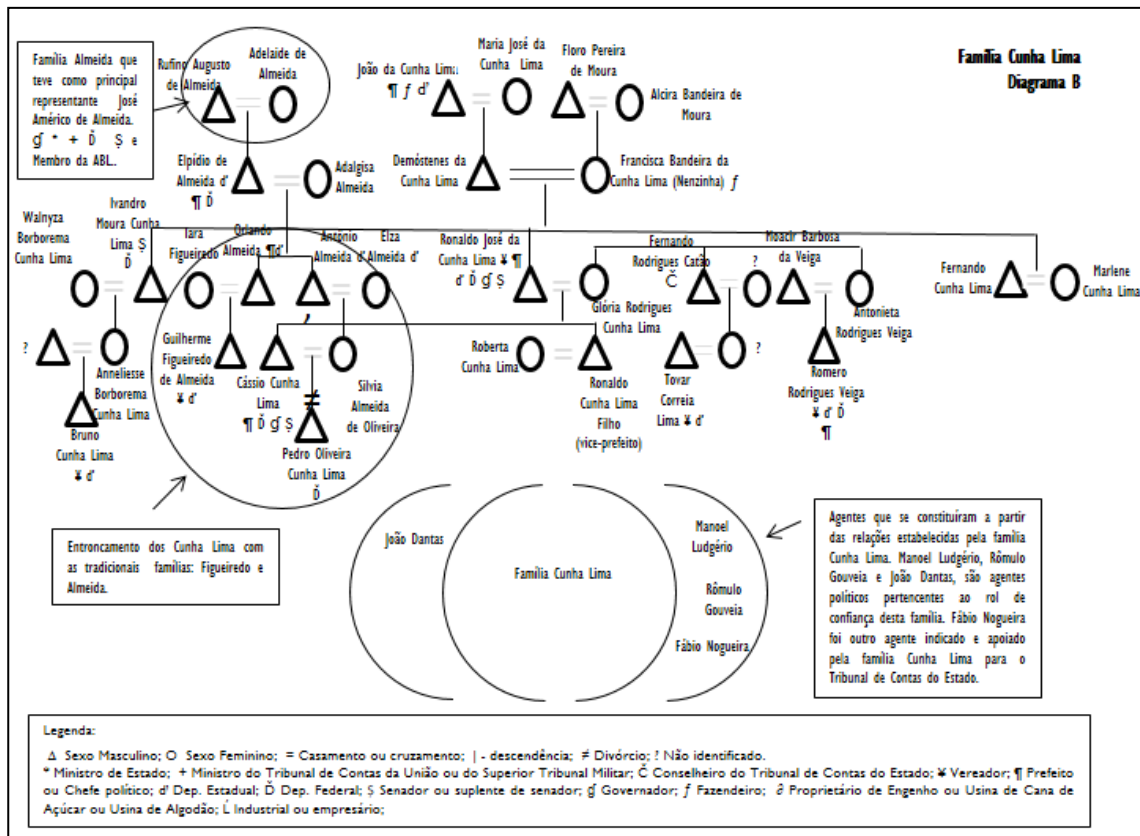 Família Cunha Lima
Diagrama B
Família Almeida que
teve como principal
representante José
Américo de Almeida.
ɠ * + Ď Ṣ e
Membro da ABL.
Rufino Augusto
de Almeida
Adelaide de
Almeida
João da Cunha Lima
¶ ƒ ď
Maria José da
Cunha Lima
Floro Pereira
de Moura
Alcira Bandeira de
Moura
Elpídio de
Almeida ď
¶ Ď
Adalgisa
Almeida
Demóstenes da
Cunha Lima
Francisca Bandeira da
Cunha Lima (Nenzinha) ƒ
Walnyza
Borborema
Cunha Lima
Ivandro
Moura Cunha
Lima Ṣ
Ď
Iara
Figueiredo
Orlando
Almeida ¶ď
Antônio
Almeida ď
Elza
Almeida ď
Ronaldo José da
Cunha Lima ¥ ¶
ď Ď ɠ Ṣ
Glória Rodrigues
Cunha Lima
Fernando
Rodrigues Catão
Č
?
Moacir Barbosa
da Veiga
Antonieta
Rodrigues Veiga
Fernando
Cunha Lima
Marlene
Cunha Lima
?
Anneliesse
Borborema
Cunha Lima
Guilherme
Figueiredo
de Almeida
¥ ď
Cássio Cunha
Lima
¶ Ď ɠ Ṣ
≠
Silvia
Almeida
de Oliveira
Roberta
Cunha Lima
Ronaldo
Cunha Lima
Filho
(vice-prefeito)
Tovar
Correia
Lima ¥ ď
?
Romero
Rodrigues Veiga
¥ ď Ď
¶
Bruno
Cunha Lima
¥ ď
Pedro Oliveira
Cunha Lima
Ď
Entroncamento dos Cunha Lima com
as tradicionais famílias: Figueiredo e
Almeida.
João Dantas
Família Cunha Lima
Manoel
Ludgério
Rômulo
Gouveia
Fábio Nogueira
Agentes que se constituíram a partir
das relações estabelecidas pela família
Cunha Lima. Manoel Ludgério, Rômulo
Gouveia e João Dantas, são agentes
políticos pertencentes ao rol de
confiança desta família. Fábio Nogueira
foi outro agente indicado e apoiado
pela família Cunha Lima para o
Tribunal de Contas do Estado.
Legenda:
Δ Sexo Masculino; O Sexo Feminino; = Casamento ou cruzamento; | - descendência; ≠ Divórcio; ? Não identificado.
* Ministro de Estado; + Ministro do Tribunal de Contas da União ou do Superior Tribunal Militar; Č Conselheiro do Tribunal de Contas do Estado; ¥ Vereador; ¶ Prefeito
ou Chefe político; ď Dep. Estadual; Ď Dep. Federal; Ṣ Senador ou suplente de senador; ɠ Governador; ƒ Fazendeiro; ∂ Proprietário de Engenho ou Usina de Cana de
Açúcar ou Usina de Algodão; Ĺ Industrial ou empresário;